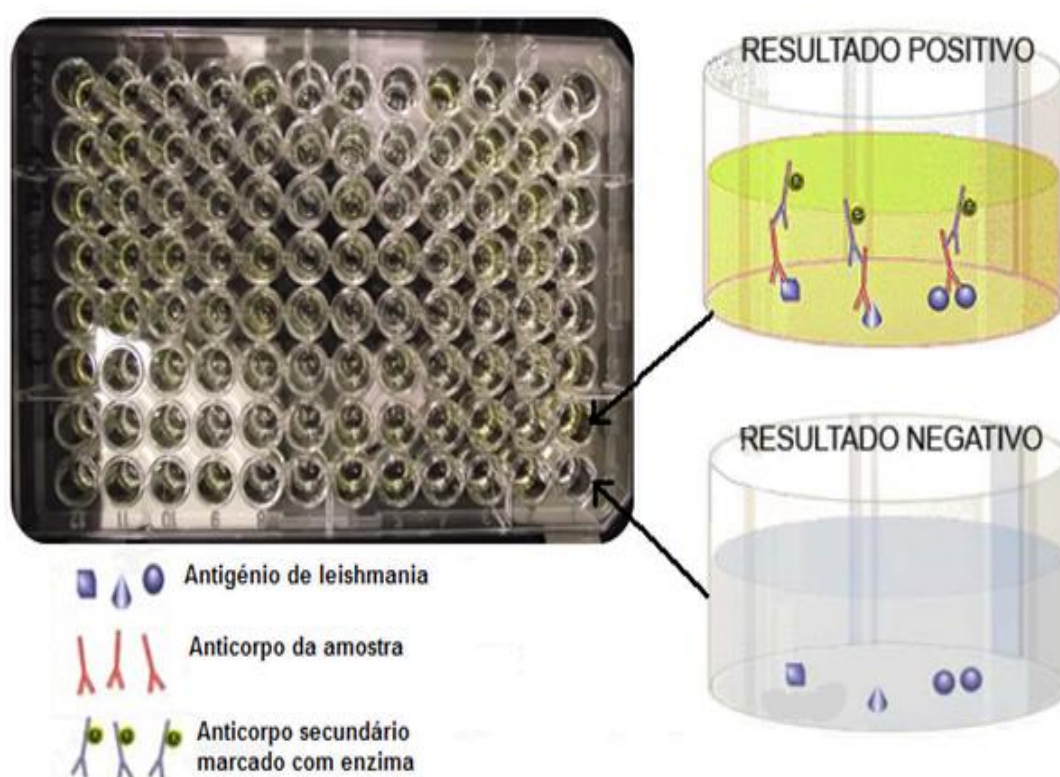 RESULTADO POSITIVO
RESULTADO NEGATIVO
Antigénio de leishmania
Anticorpo da amostra
Anticorpo secundário
marcado com enzima